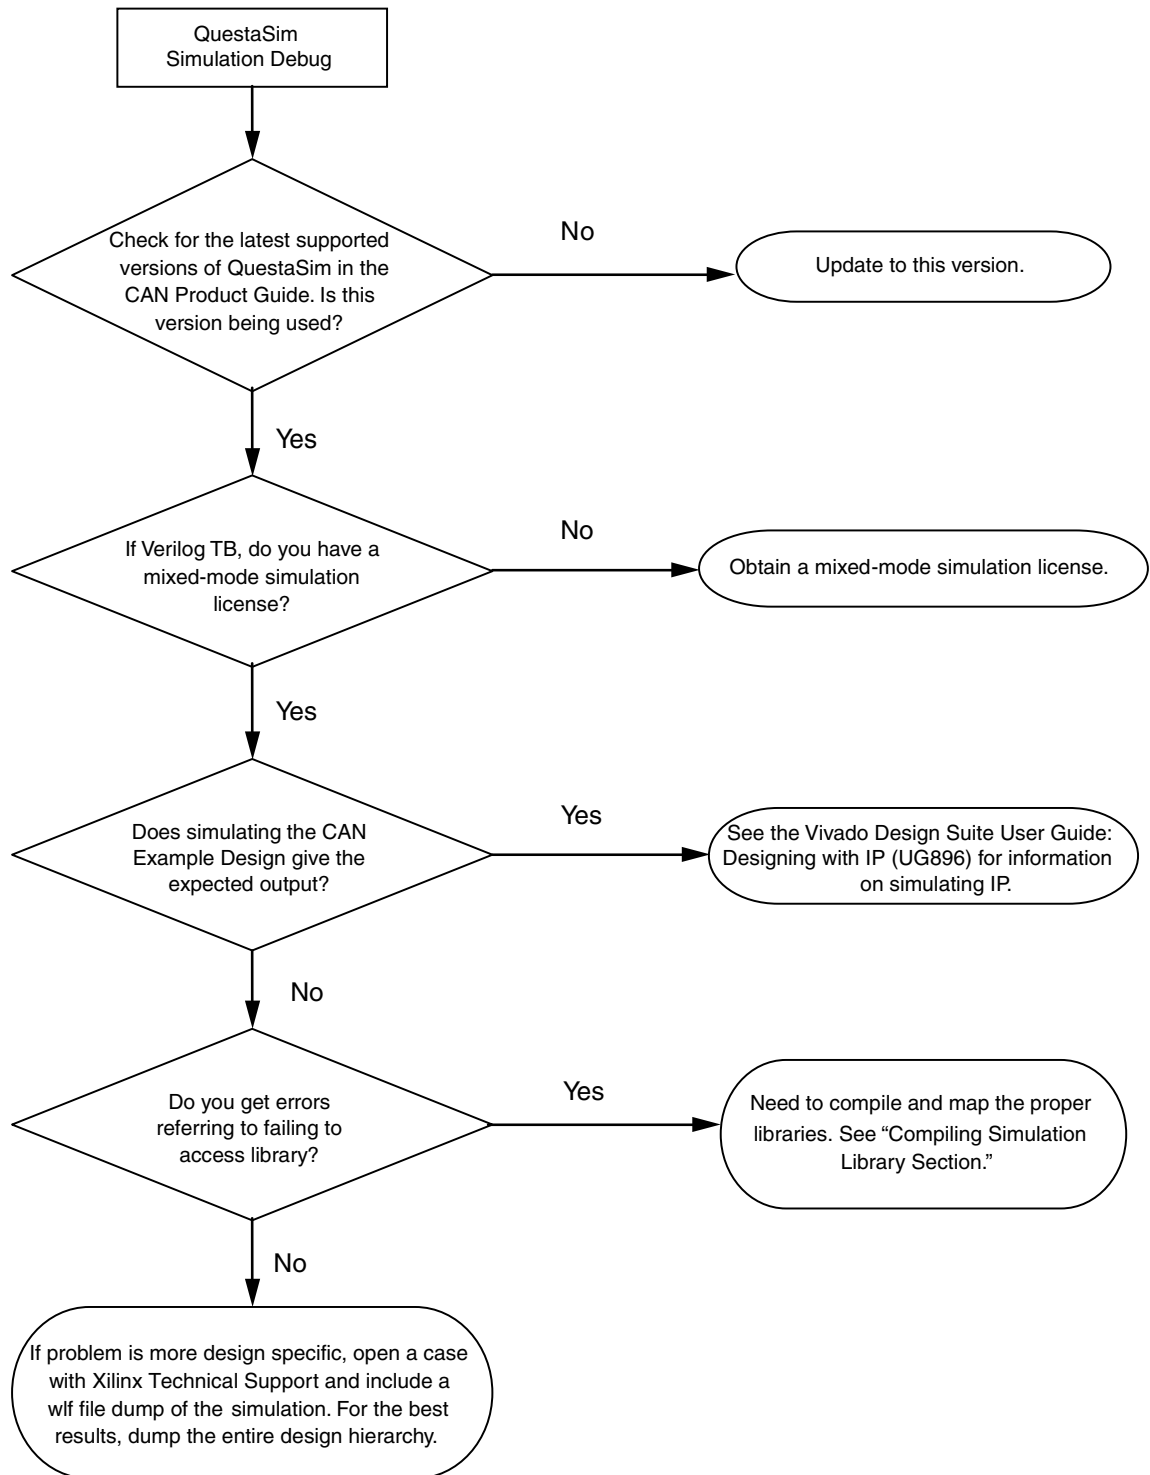 QuestaSim
Simulation Debug
Check for the latest supported
versions of QuestaSim in the
CAN Product Guide. Is this
version being used?
No
Update to this version.
Yes
If Verilog TB, do you have a
mixed-mode simulation
license?
No
Obtain a mixed-mode simulation license.
Yes
Does simulating the CAN
Example Design give the
expected output?
Yes
See the Vivado Design Suite User Guide:
Designing with IP (UG896) for information
on simulating IP.
No
Do you get errors
referring to failing to
access library?
Yes
Need to compile and map the proper
libraries. See “Compiling Simulation
Library Section.”
No
If problem is more design specific, open a case
with Xilinx Technical Support and include a
wlf file dump of the simulation. For the best
results, dump the entire design hierarchy.